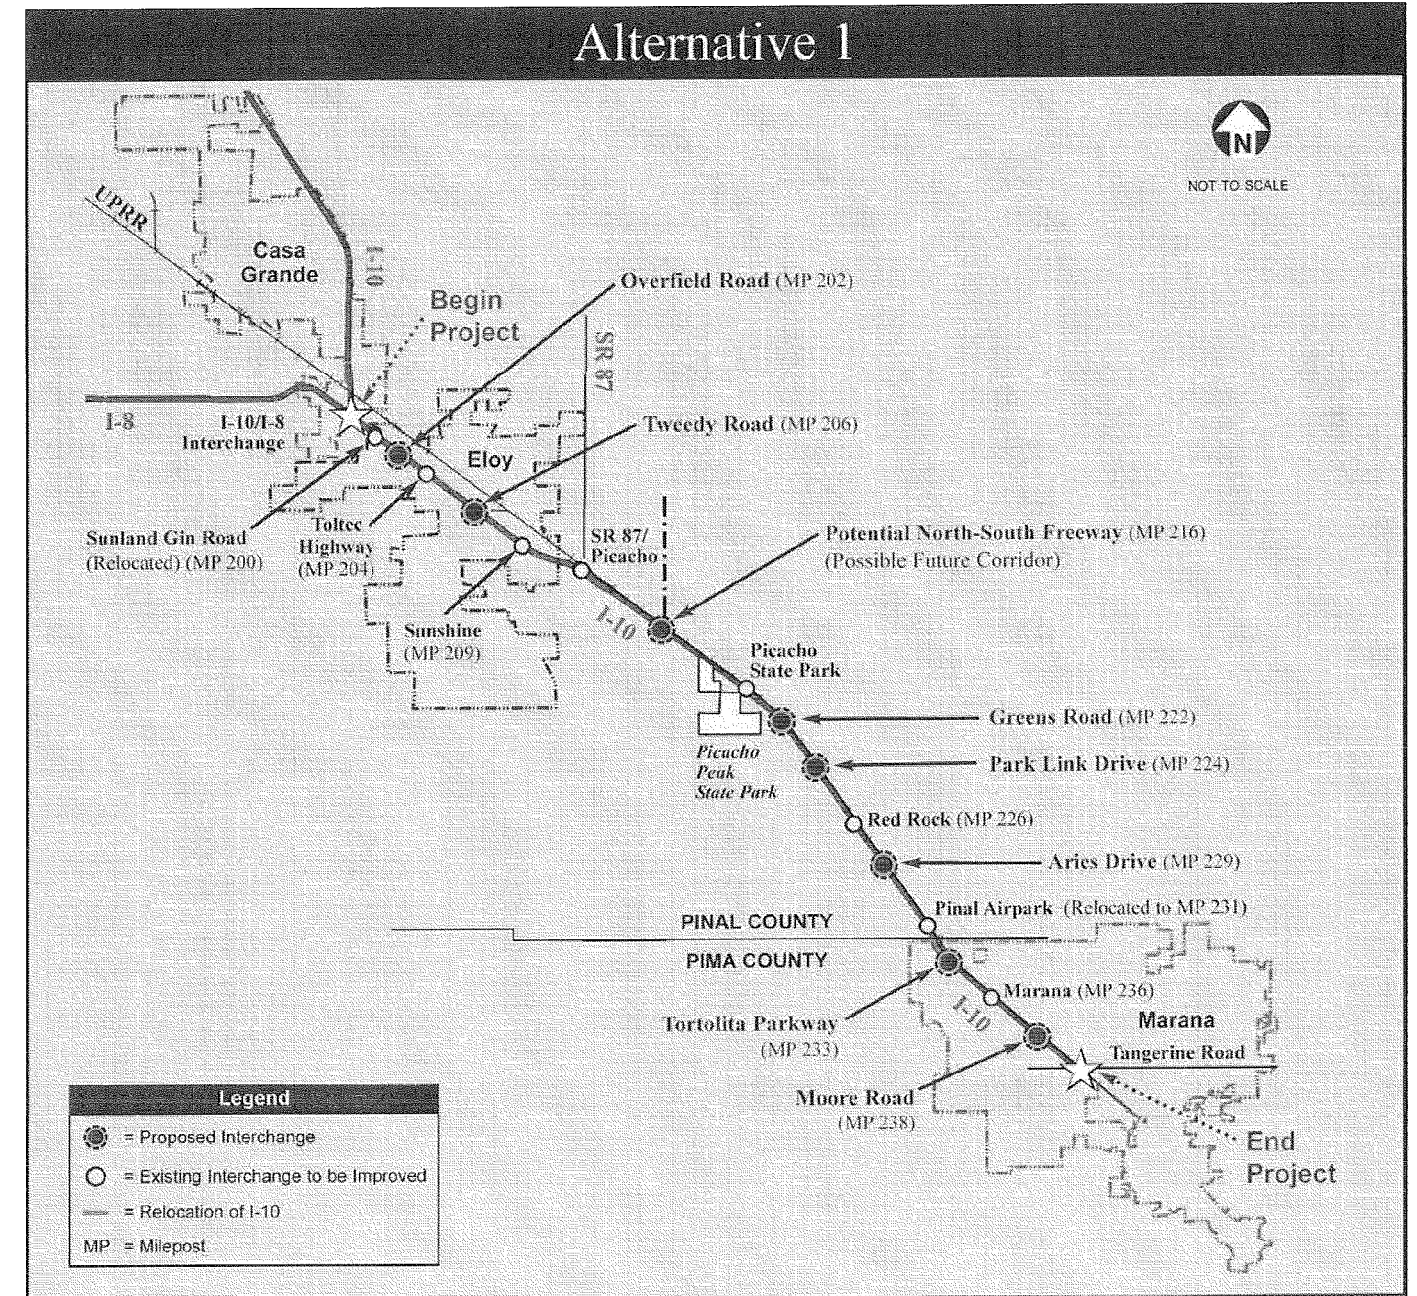 Alternative 1
N
NOT TO SCALE
UPRR
Casa
Grande
I-10
Begin
Project
Overfield Road (MP 202)
SR 87
I-8
I-10/I-8
Interchange
Tweedy Road (MP 206)
Eloy
Sunland Gin Road
(Relocated) (MP 200)
Toltec
Highway
(MP 204)
SR 87/
Picacho
Potential North-South Freeway (MP 216)
(Possible Future Corridor)
Sunshine
(MP 209)
I-10
Picacho
State Park
Greens Road (MP 222)
Picacho
Peak
State Park
Park Link Drive (MP 224)
Red Rock (MP 226)
Aries Drive (MP 229)
Pinal Airpark (Relocated to MP 231)
PINAL COUNTY
PIMA COUNTY
Marana (MP 236)
I-10
Marana
Tortolita Parkway
(MP 233)
Tangerine Road
Moore Road
(MP 238)
End
Project
Legend
= Proposed Interchange
= Existing Interchange to be Improved
= Relocation of I-10
MP = Milepost